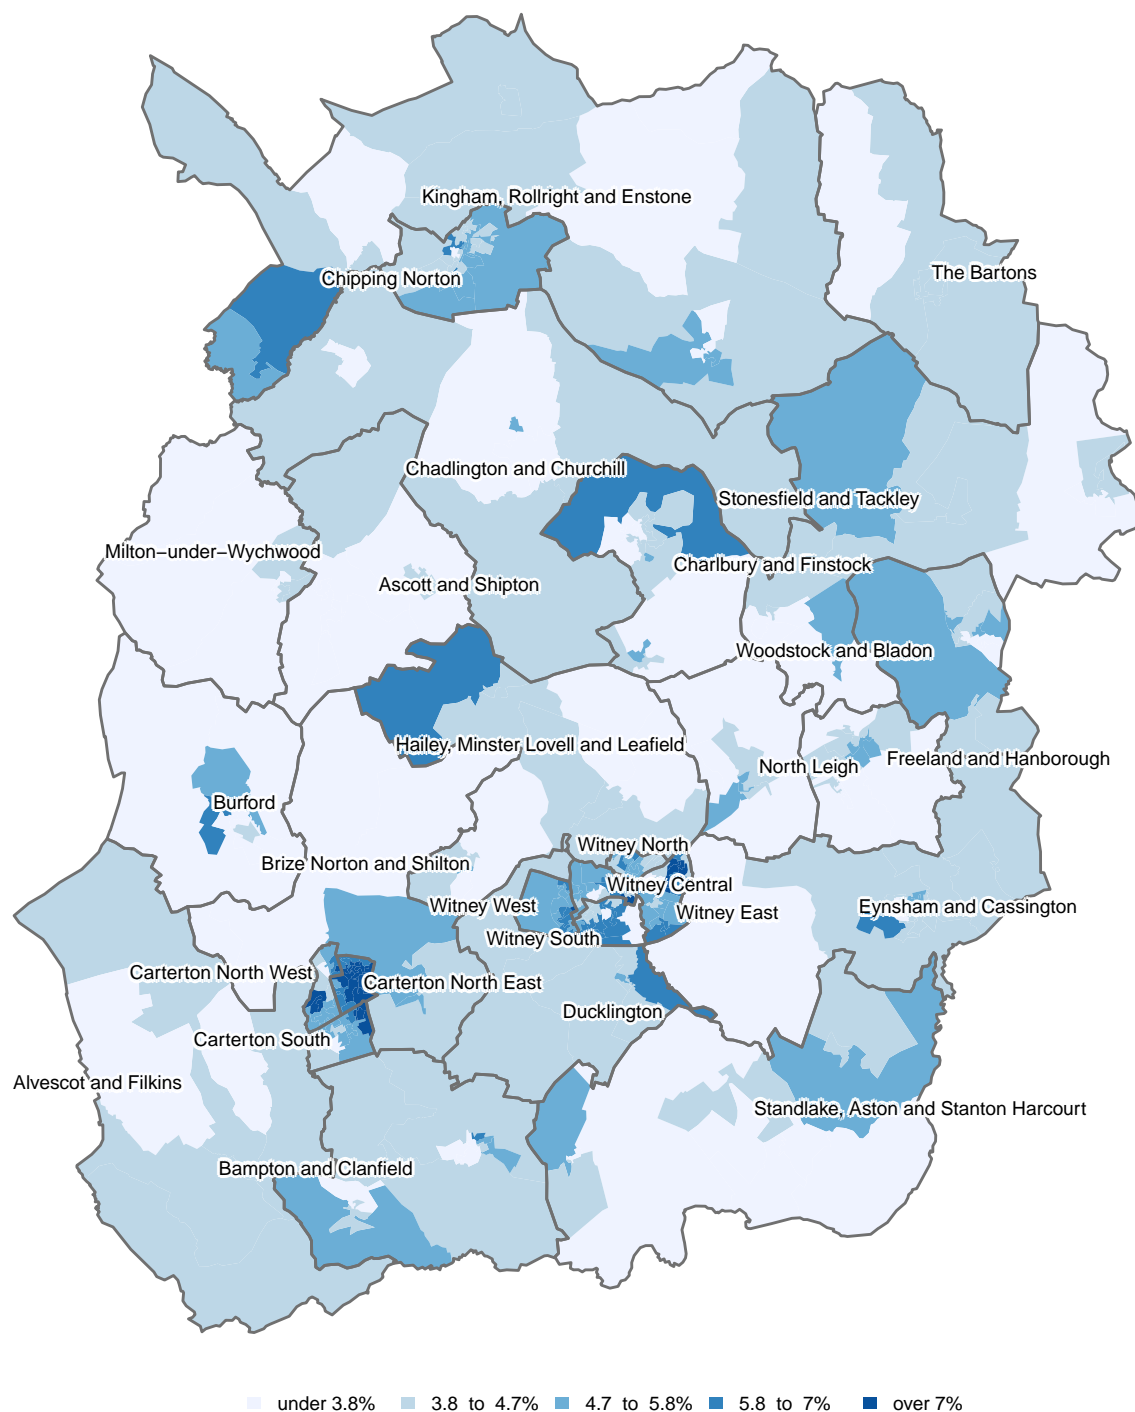 Kingham, Rollright and Enstone
The Bartons
Chipping Norton
Chadlington and Churchill
Stonesfield and Tackley
Milton−under−Wychwood
Charlbury and Finstock
Ascott and Shipton
Woodstock and Bladon
Hailey, Minster Lovell and Leafield
Freeland and Hanborough
North Leigh
Burford
Witney North
Brize Norton and Shilton
Witney Central
Witney West
Eynsham and Cassington
Witney East
Witney South
Carterton North West
Carterton North East
Ducklington
Carterton South
Alvescot and Filkins
Standlake, Aston and Stanton Harcourt
Bampton and Clanfield
under 3.8% 3.8 to 4.7% 4.7 to 5.8% 5.8 to 7% over 7%